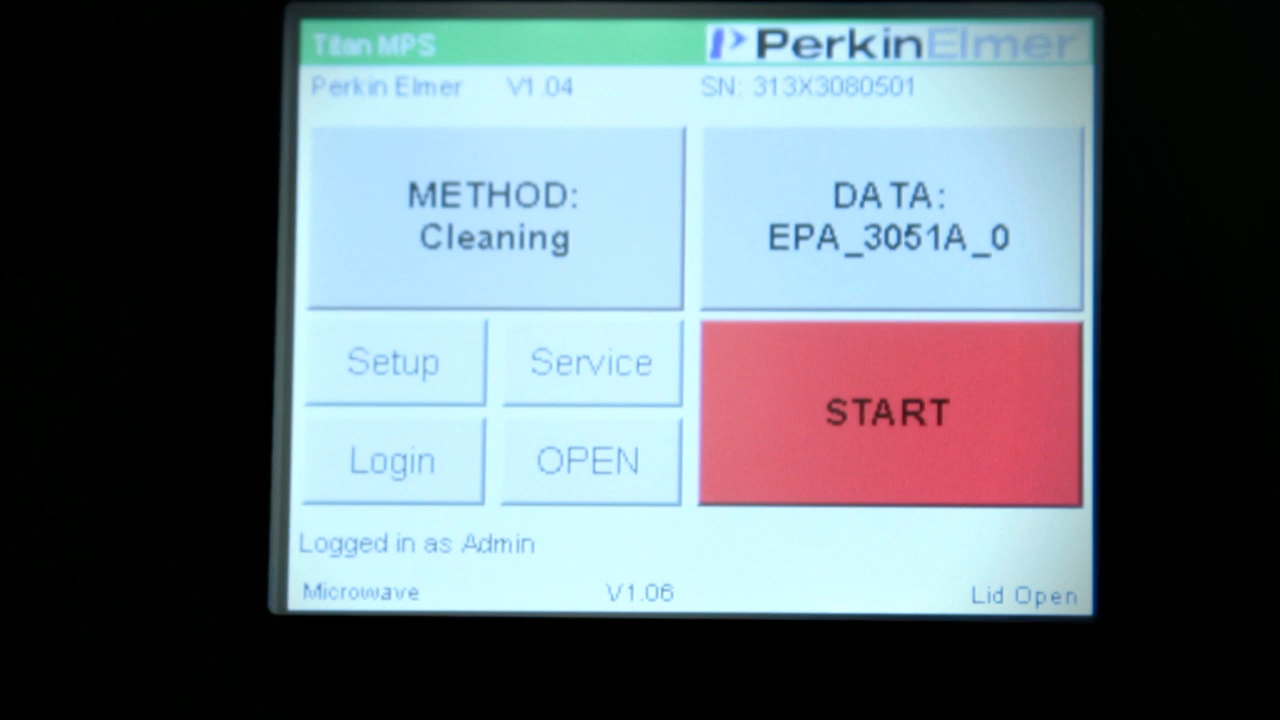 Titan MPS PerkinElmer
Perkin Elmer V1.04 SN: 313X3080501
METHOD:
Cleaning
DATA:
EPA_3051A_0
Setup
Service
START
Login
OPEN
Logged in as Admin
Microwave V1.06 Lid Open